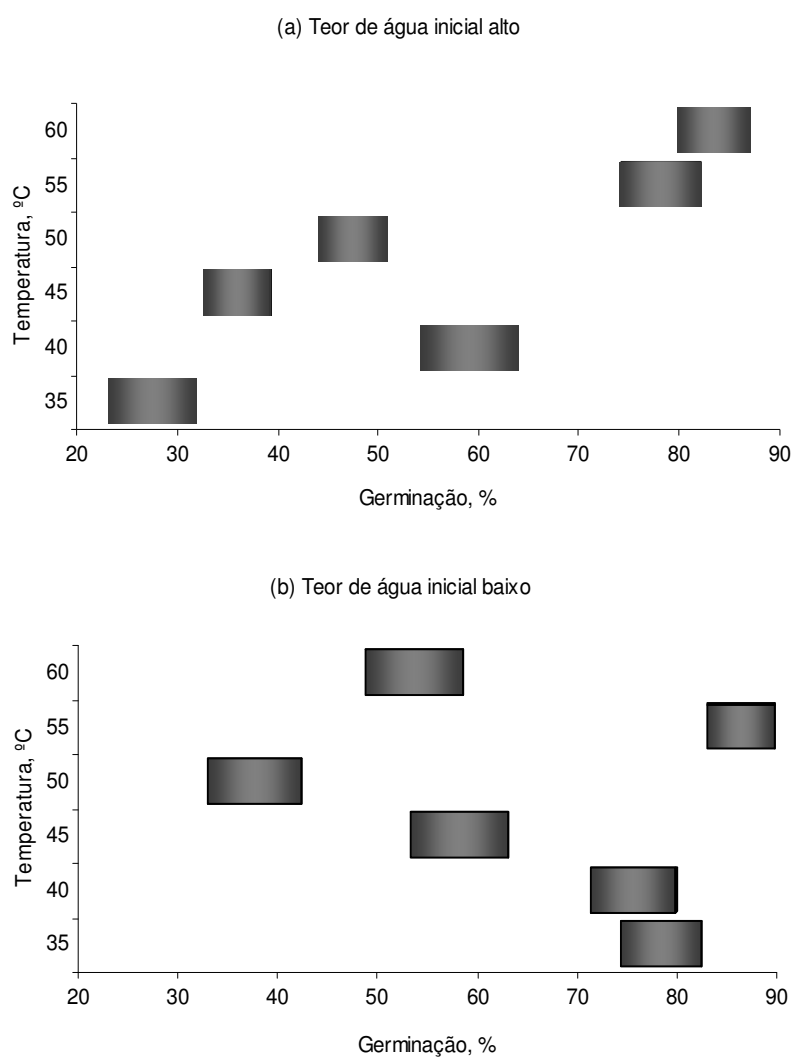 (a) Teor de água inicial alto
Temperatura, ºC
60
55
50
45
40
35
20 30 40 50 60 70 80 90
Germinação, %
(b) Teor de água inicial baixo
Temperatura, ºC
60
55
50
45
40
35
20 30 40 50 60 70 80 90
Germinação, %